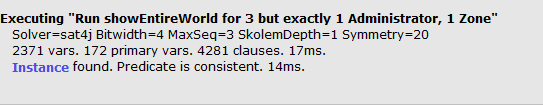 Executing "Run showEntireWorld for 3 but exactly 1 Administrator, 1 Zone"
Solver=sat4j Bitwidth=4 MaxSeq=3 SkolemDepth=1 Symmetry=20
2371 vars. 172 primary vars. 4281 clauses. 17ms.
Instance found. Predicate is consistent. 14ms.